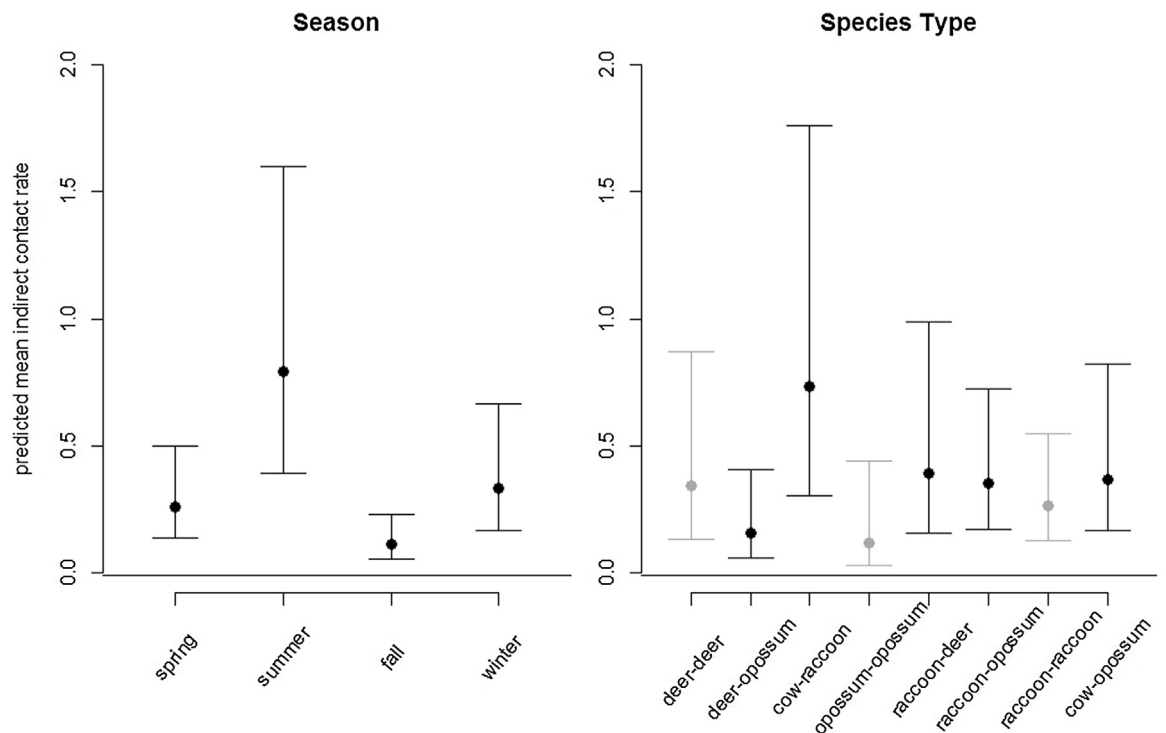 Season
predicted mean indirect contact rate
2.0
1.5
1.0
0.5
0.0
spring
summer
fall
winter
Species Type
2.0
1.5
1.0
0.5
0.0
deer-deer
deer-opossum
cow-raccoon
opossum-opossum
raccoon-deer
raccoon-opossum
raccoon-raccoon
cow-opossum